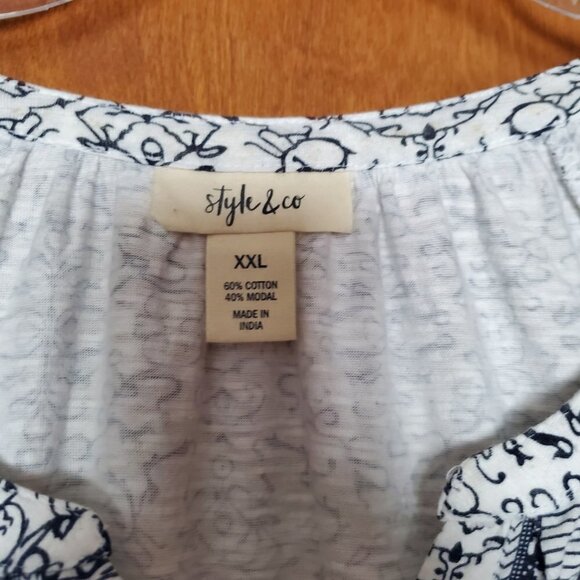 style & co
XXL
60% COTTON
40% MODAL
MADE IN
INDIA